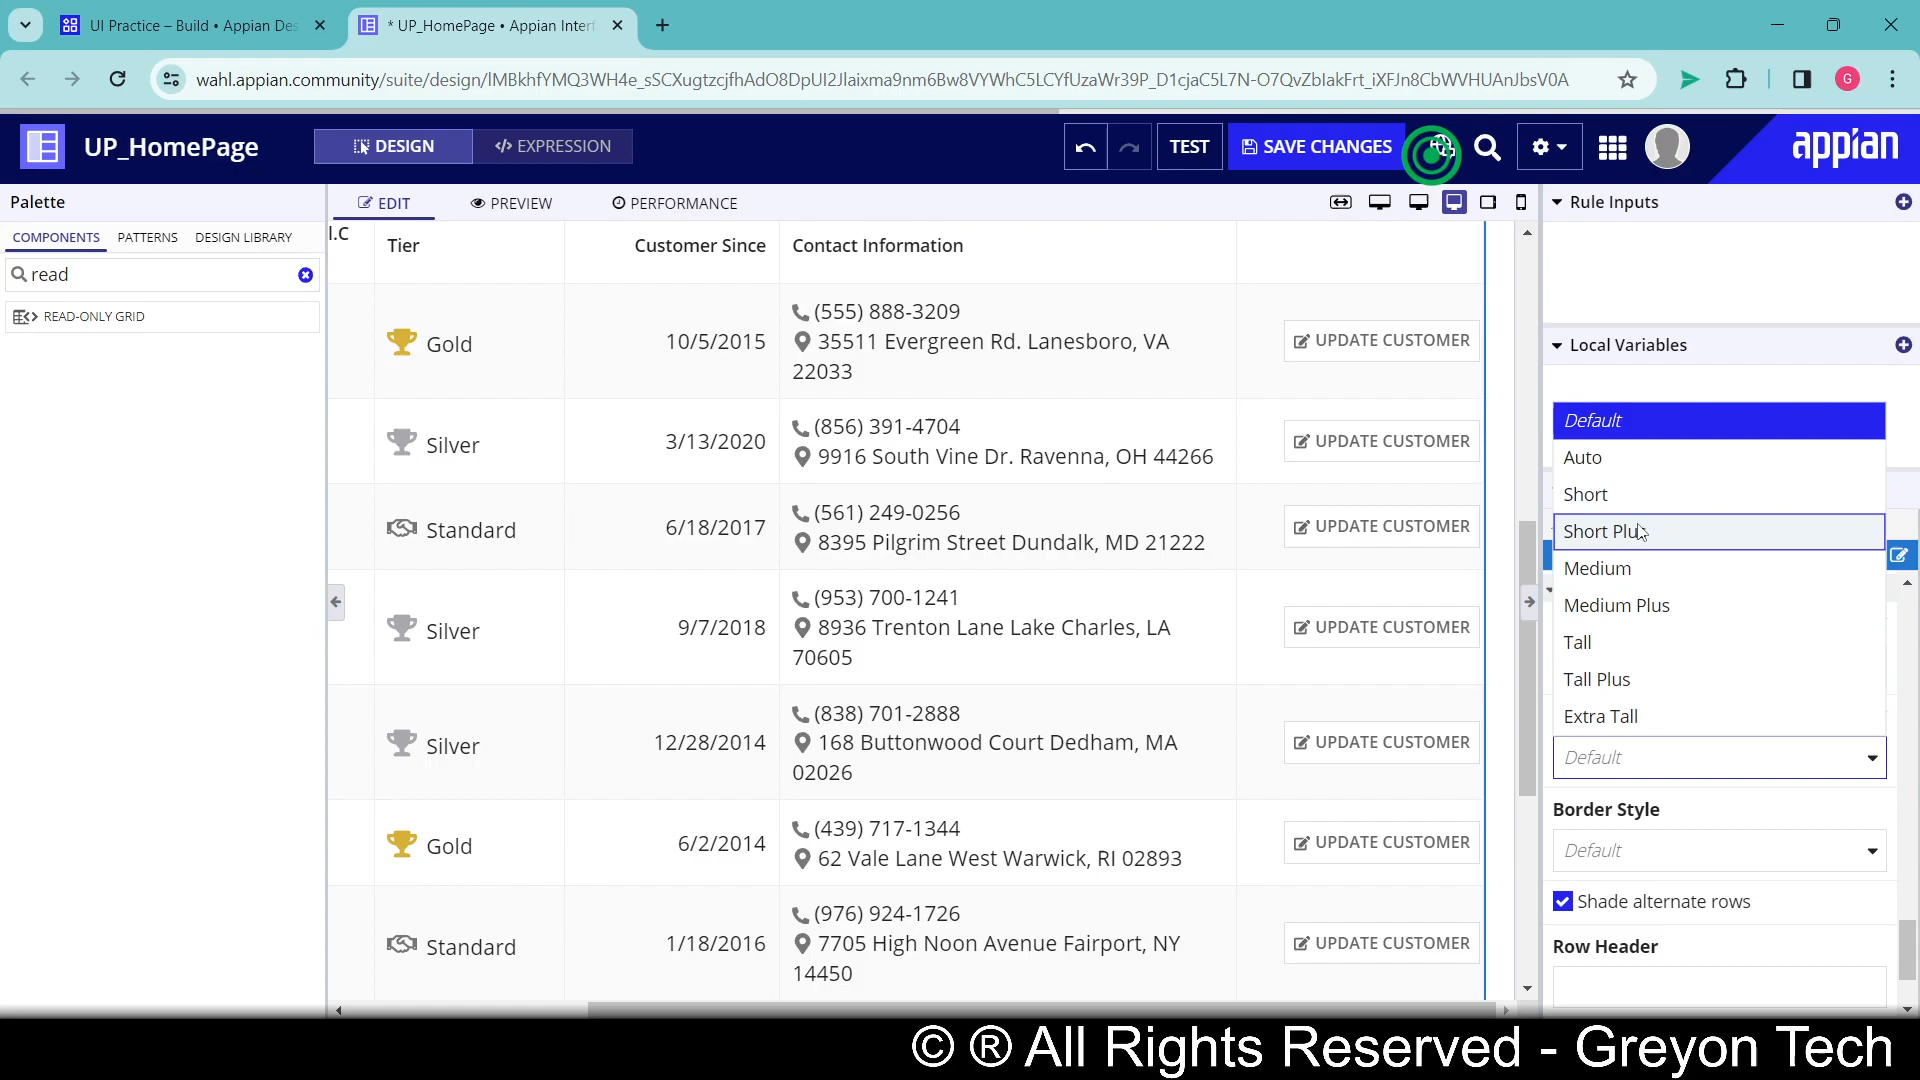 UI Practice – Build • Appian Des
* UP_HomePage • Appian Interf
wahl.appian.community/suite/design/lMBkhfYMQ3WH4e_sSCXugtzcjfhAdO8DpUI2Jlaixma9nm6Bw8VYWhC5LCYfUzaWr39P_D1cjaC5L7N-O7QvZbIakFrt_iXFJn8CbWVHUAnJbsV0A
G
UP_HomePage
DESIGN
</> EXPRESSION
TEST
SAVE CHANGES
appian
Palette
EDIT
PREVIEW
PERFORMANCE
Rule Inputs
COMPONENTS
PATTERNS
DESIGN LIBRARY
read
READ-ONLY GRID
l.C
Tier
Customer Since
Contact Information
Gold
10/5/2015
(555) 888-3209
35511 Evergreen Rd. Lanesboro, VA
22033
UPDATE CUSTOMER
Silver
3/13/2020
(856) 391-4704
9916 South Vine Dr. Ravenna, OH 44266
UPDATE CUSTOMER
Standard
6/18/2017
(561) 249-0256
8395 Pilgrim Street Dundalk, MD 21222
UPDATE CUSTOMER
Silver
9/7/2018
(953) 700-1241
8936 Trenton Lane Lake Charles, LA
70605
UPDATE CUSTOMER
Silver
12/28/2014
(838) 701-2888
168 Buttonwood Court Dedham, MA
02026
UPDATE CUSTOMER
Gold
6/2/2014
(439) 717-1344
62 Vale Lane West Warwick, RI 02893
UPDATE CUSTOMER
Standard
1/18/2016
(976) 924-1726
7705 High Noon Avenue Fairport, NY
14450
UPDATE CUSTOMER
Local Variables
Default
Auto
Short
Short Plus
Medium
Medium Plus
Tall
Tall Plus
Extra Tall
Default
Border Style
Default
Shade alternate rows
Row Header
© ® All Rights Reserved - Greyon Tech